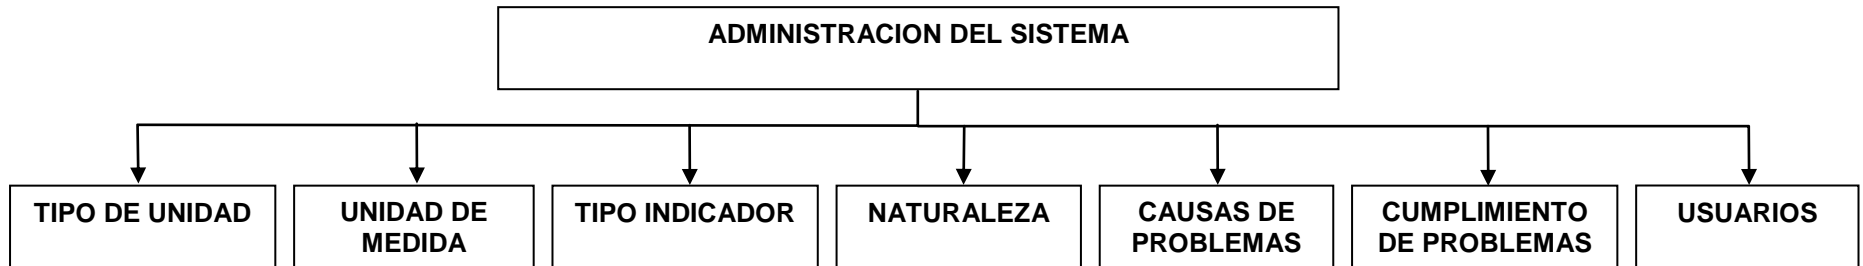 ADMINISTRACION DEL SISTEMA
TIPO DE UNIDAD
UNIDAD DE
MEDIDA
TIPO INDICADOR
NATURALEZA
CAUSAS DE
PROBLEMAS
CUMPLIMIENTO
DE PROBLEMAS
USUARIOS